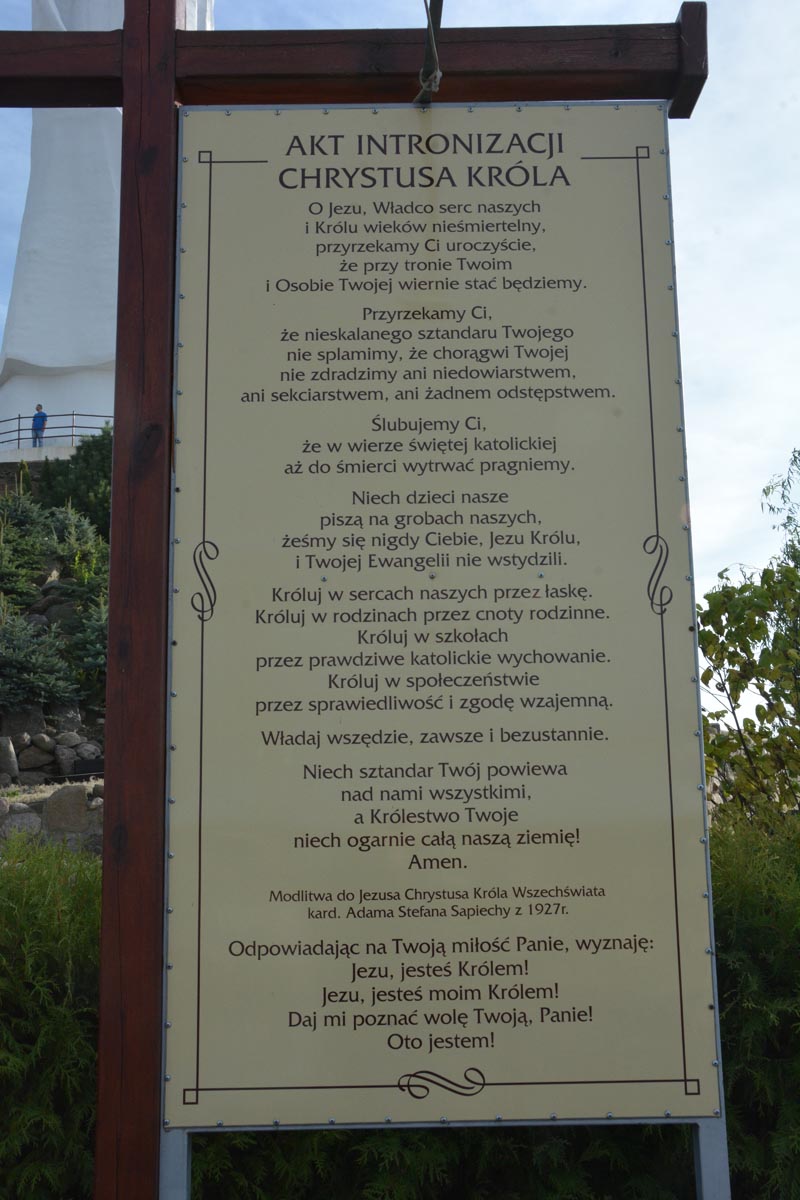 AKT INTRONIZACJI
CHRYSTUSA KRÓLA
O Jezu, Władco serc naszych
i Królu wieków nieśmiertelny,
przyrzekamy Ci uroczyście,
że przy tronie Twoim
i Osobie Twojej wiernie stać będziemy.
Przyrzekamy Ci,
że nieskalanego sztandaru Twojego
nie splamimy, że chorągwi Twojej
nie zdradzimy ani niedowiarstwem,
ani sekciarstwem, ani żadnem odstępstwem.
Ślubujemy Ci,
że w wierze świętej katolickiej
aż do śmierci wytrwać pragniemy.
Niech dzieci nasze
piszą na grobach naszych,
żeśmy się nigdy Ciebie, Jezu Królu,
i Twojej Ewangelii nie wstydzili.
Króluj w sercach naszych przez łaskę.
Króluj w rodzinach przez cnoty rodzinne.
Króluj w szkołach
przez prawdziwe katolickie wychowanie.
Króluj w społeczeństwie
przez sprawiedliwość i zgodę wzajemną.
Władaj wszędzie, zawsze i bezustannie.
Niech sztandar Twój powiewa
nad nami wszystkimi,
a Królestwo Twoje
niech ogarnie całą naszą ziemię!
Amen.
Modlitwa do Jezusa Chrystusa Króla Wszechświata
kard. Adama Stefana Sapiechy z 1927r.
Odpowiadając na Twoją miłość Panie, wyznaję:
Jezu, jesteś Królem!
Jezu, jesteś moim Królem!
Daj mi poznać wolę Twoją, Panie!
Oto jestem!